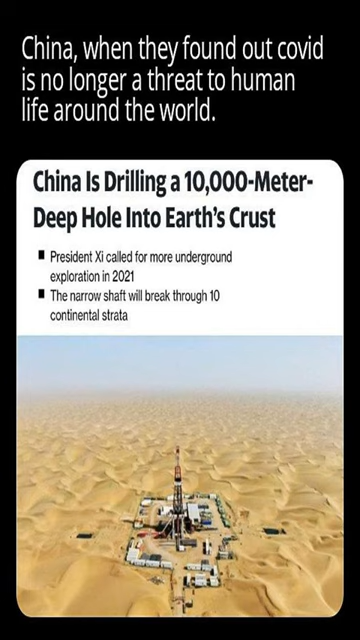 China, when they found out covid
is no longer a threat to human
life around the world.
China Is Drilling a 10,000-Meter-
Deep Hole Into Earth's Crust
■ President Xi called for more underground
exploration in 2021
■ The narrow shaft will break through 10
continental strata